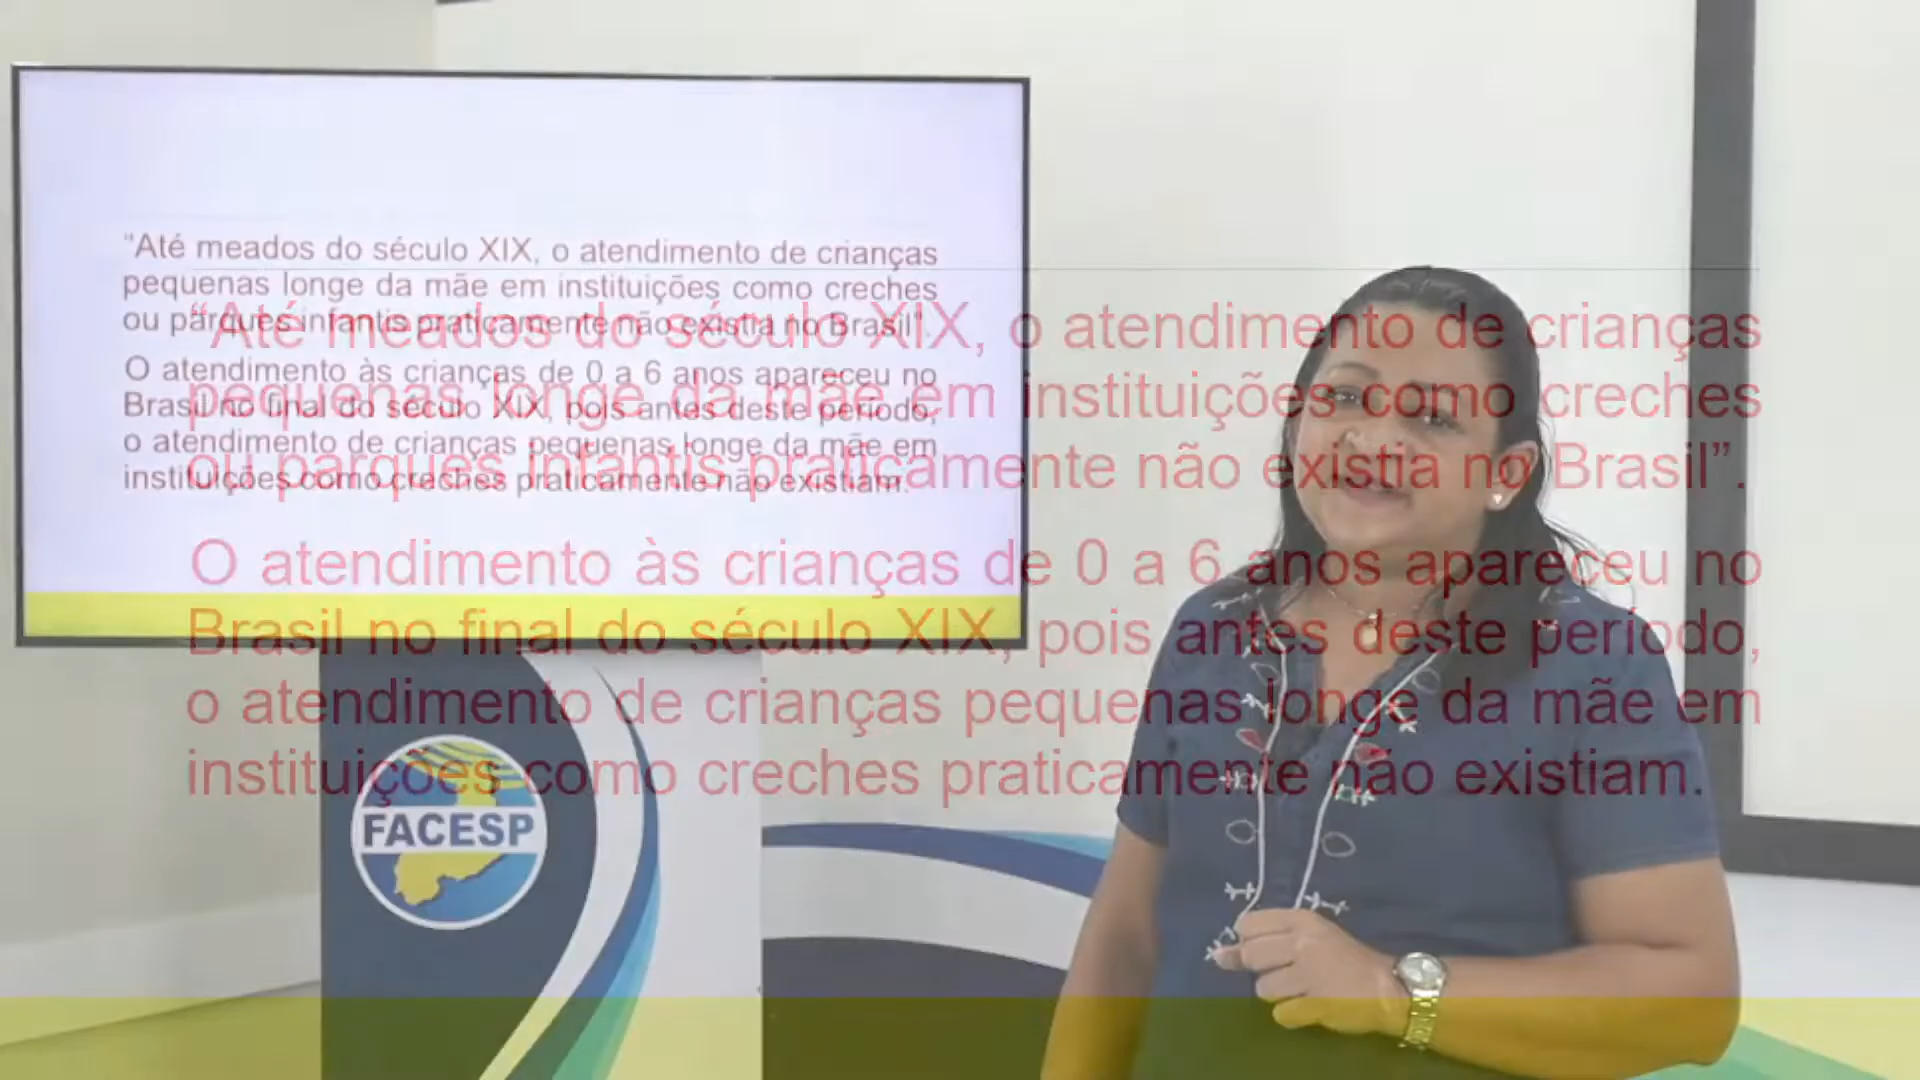 “Até meados do século XIX, o atendimento de crianças
pequenas longe da mãe em instituições como creches
ou parques infantis praticamente não existia no Brasil”.
O atendimento às crianças de 0 a 6 anos apareceu no
Brasil no final do século XIX, pois antes deste período,
o atendimento de crianças pequenas longe da mãe em
instituições como creches praticamente não existiam.
“Até meados do século XIX, o atendimento de crianças
pequenas longe da mãe em instituições como creches
ou parques infantis praticamente não existia no Brasil”.
O atendimento às crianças de 0 a 6 anos apareceu no
Brasil no final do século XIX, pois antes deste período,
o atendimento de crianças pequenas longe da mãe em
instituições como creches praticamente não existiam.
FACESP